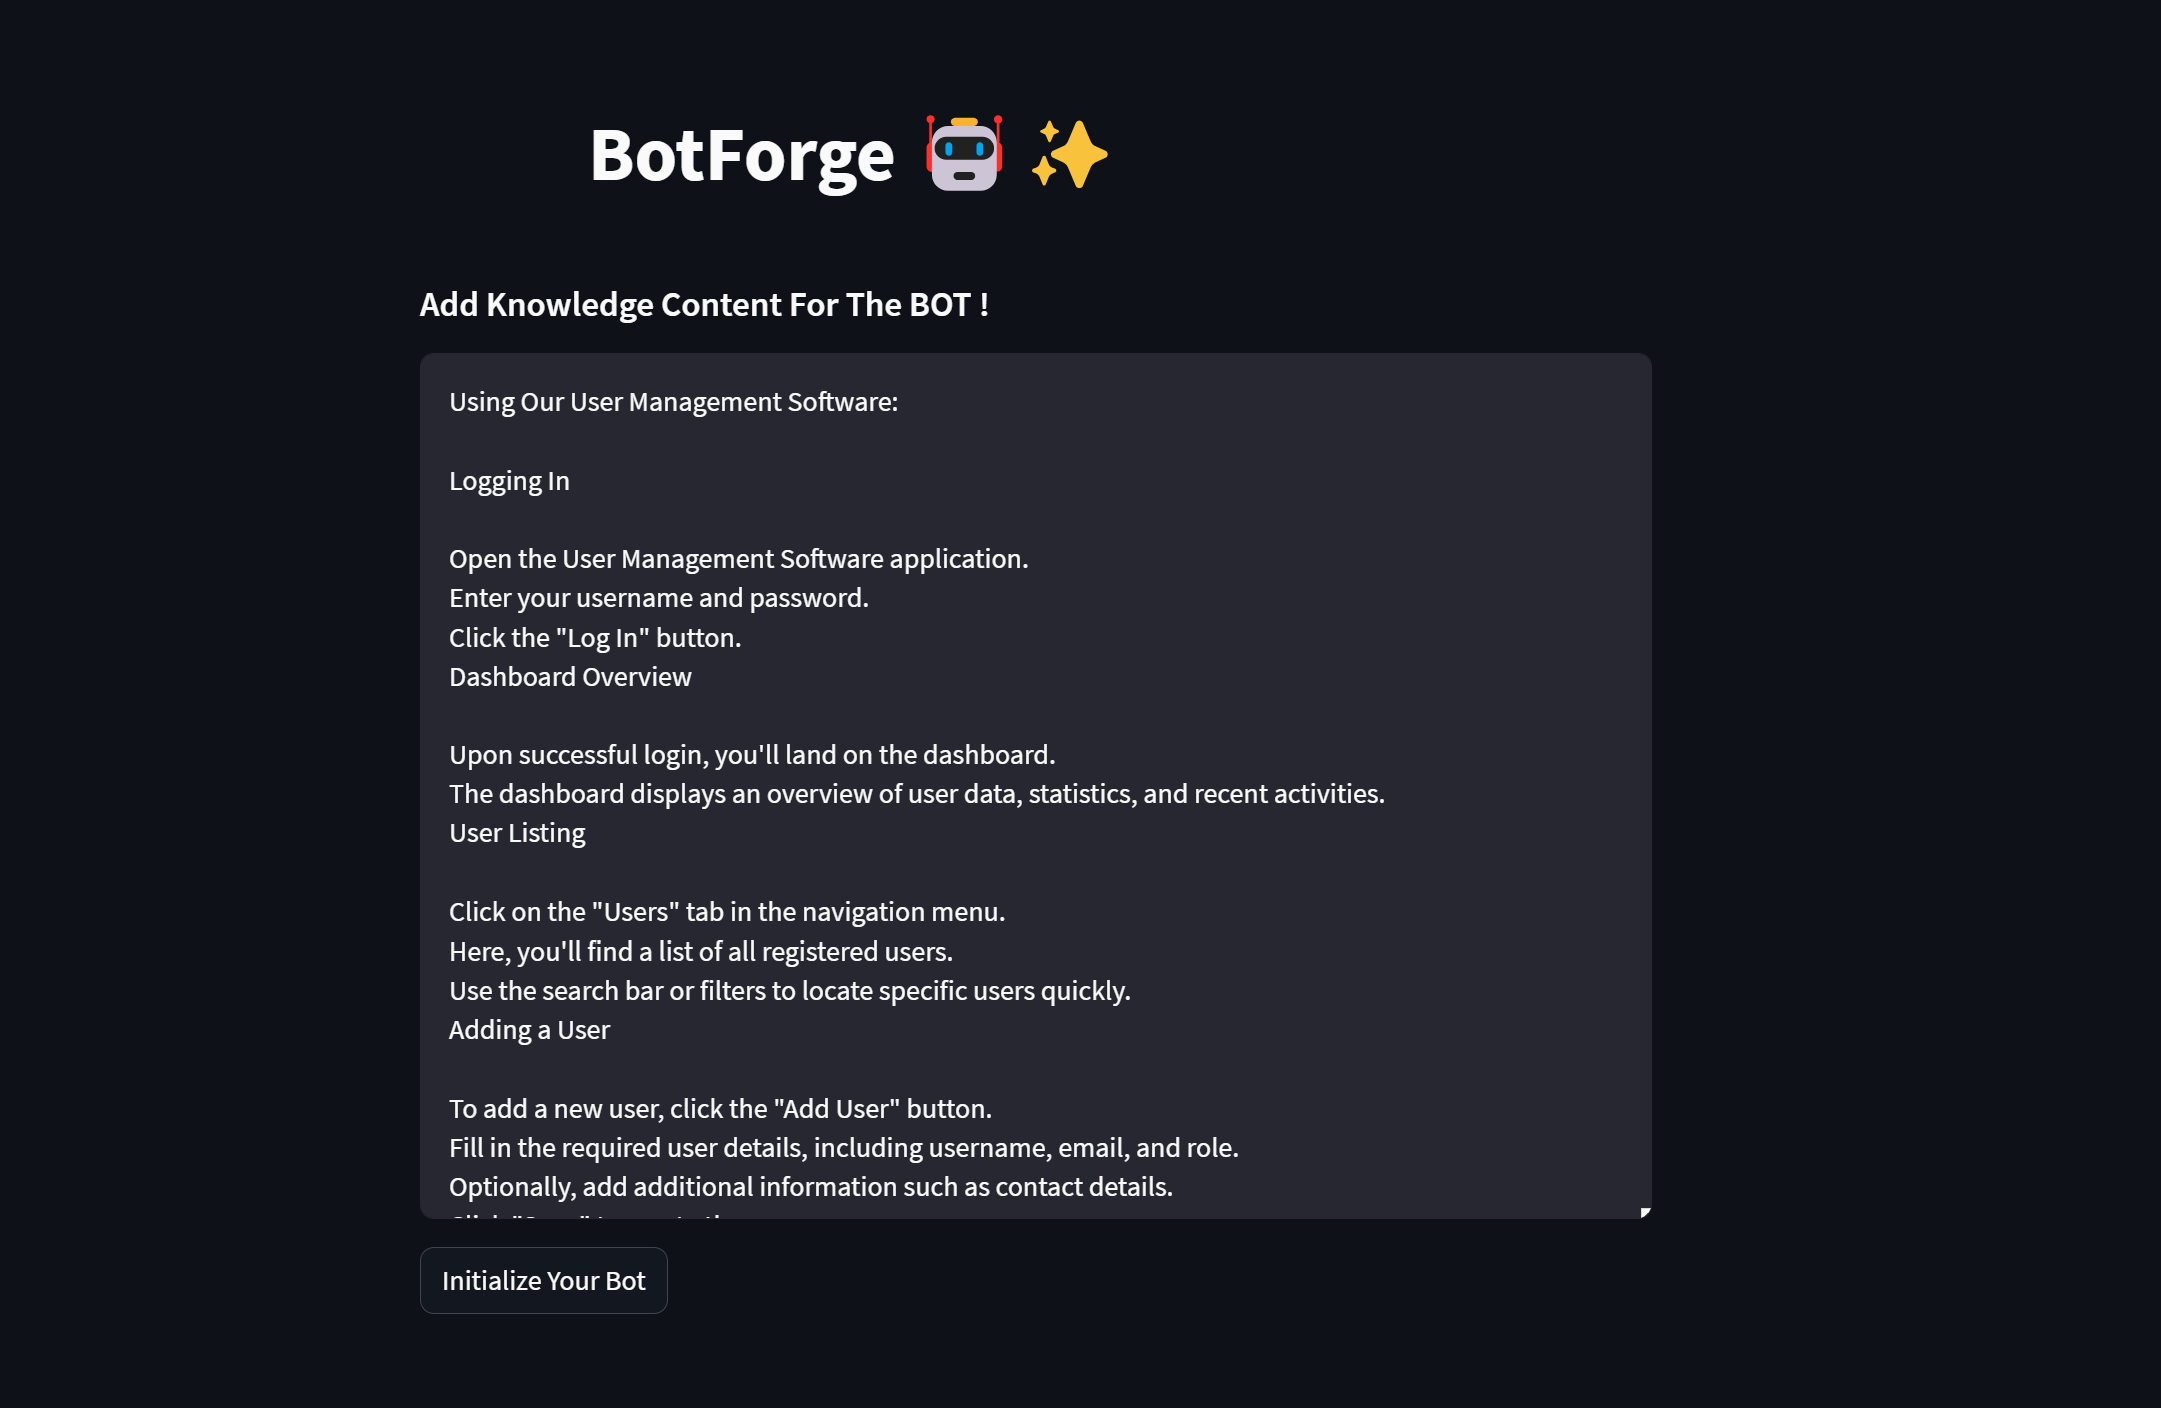 BotForge
Add Knowledge Content For The BOT !
Using Our User Management Software:
Logging In
Open the User Management Software application.
Enter your username and password.
Click the "Log In" button.
Dashboard Overview
Upon successful login, you'll land on the dashboard.
The dashboard displays an overview of user data, statistics, and recent activities.
User Listing
Click on the "Users" tab in the navigation menu.
Here, you'll find a list of all registered users.
Use the search bar or filters to locate specific users quickly.
Adding a User
To add a new user, click the "Add User" button.
Fill in the required user details, including username, email, and role.
Optionally, add additional information such as contact details.
Initialize Your Bot